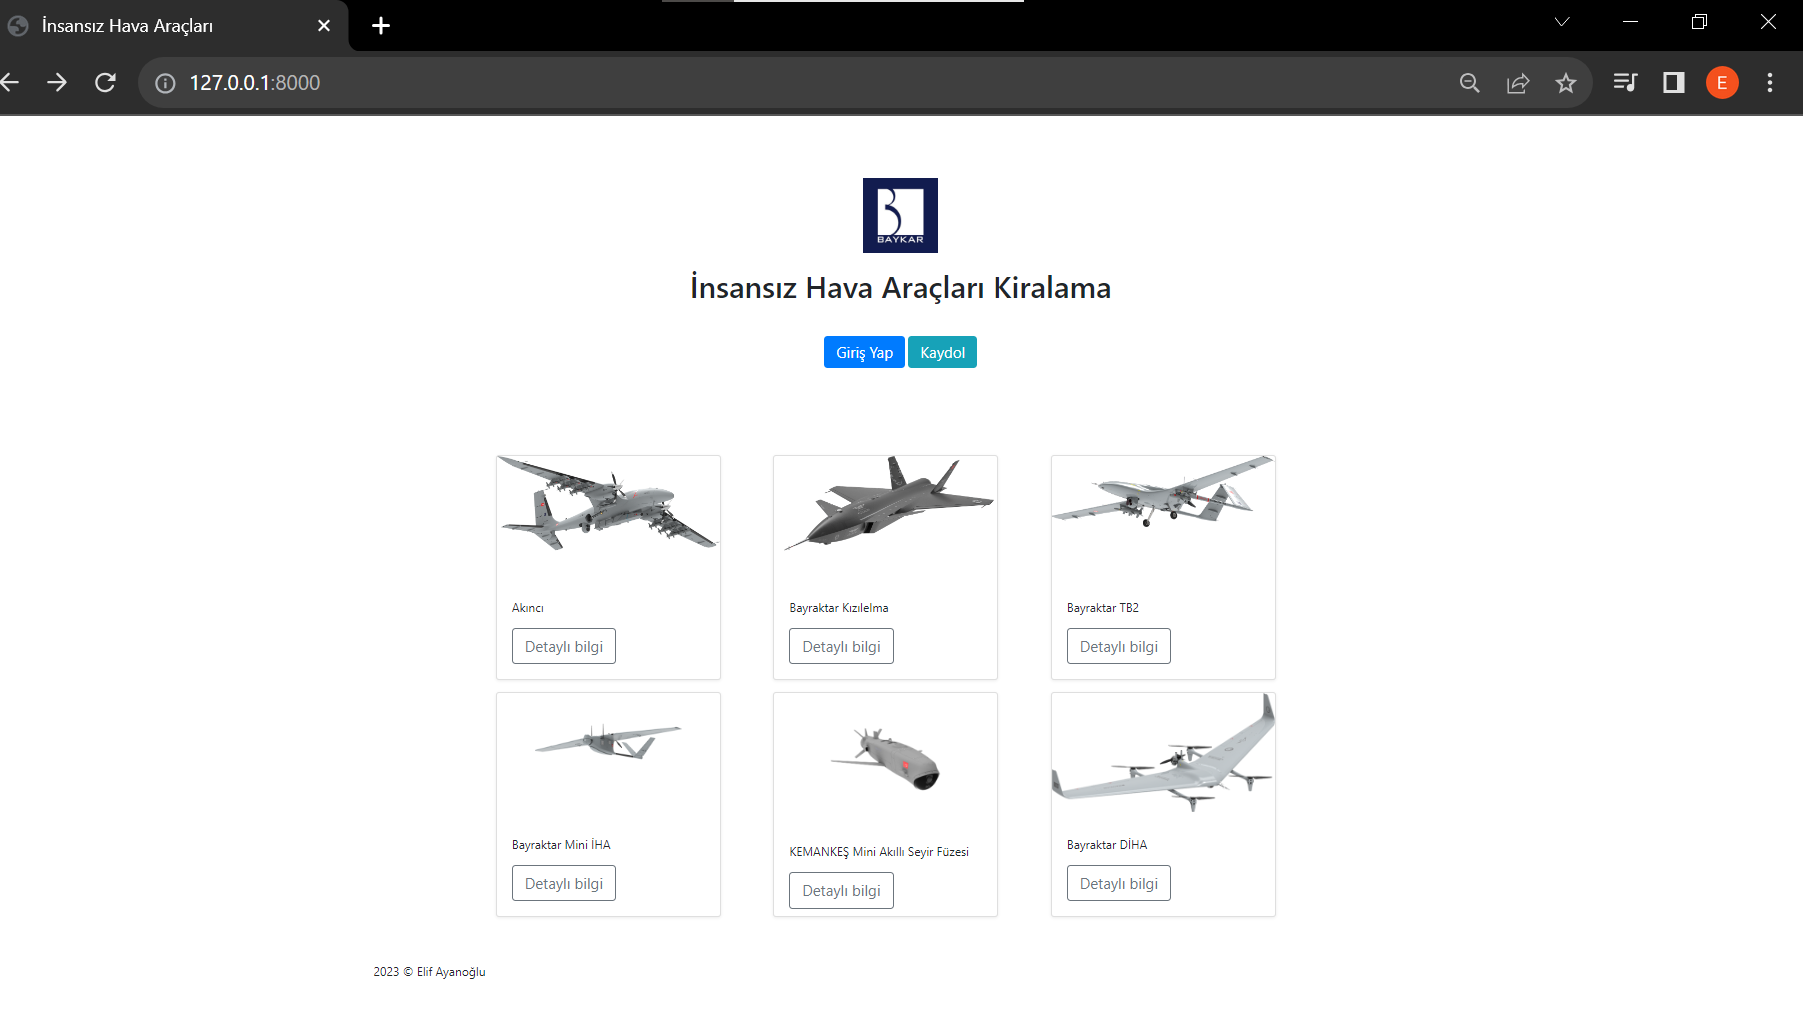 İnsansız Hava Araçları
127.0.0.1:8000
E
BAYKAR
İnsansız Hava Araçları Kiralama
Giriş Yap Kaydol
Akıncı
Bayraktar Kızılelma
Bayraktar TB2
Detaylı bilgi
Detaylı bilgi
Detaylı bilgi
Bayraktar Mini İHA
KEMANKEŞ Mini Akıllı Seyir Füzesi
Bayraktar DİHA
Detaylı bilgi
Detaylı bilgi
Detaylı bilgi
2023 © Elif Ayanoğlu